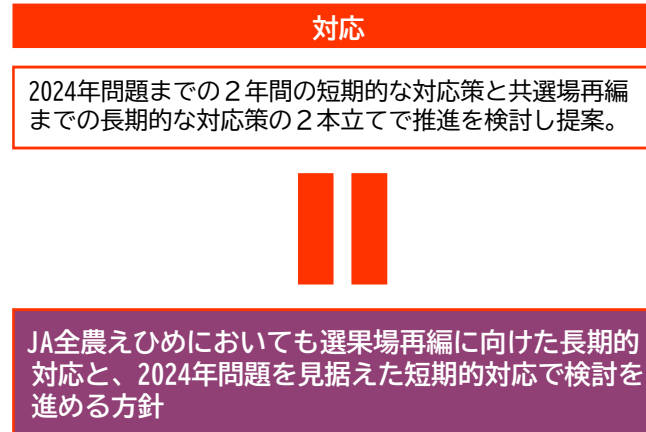 対応
2024年問題までの２年間の短期的な対応策と共選場再編
までの長期的な対応策の２本立てで推進を検討し提案。
JA全農えひめにおいても選果場再編に向けた長期的
対応と、2024年問題を見据えた短期的対応で検討を
進める方針